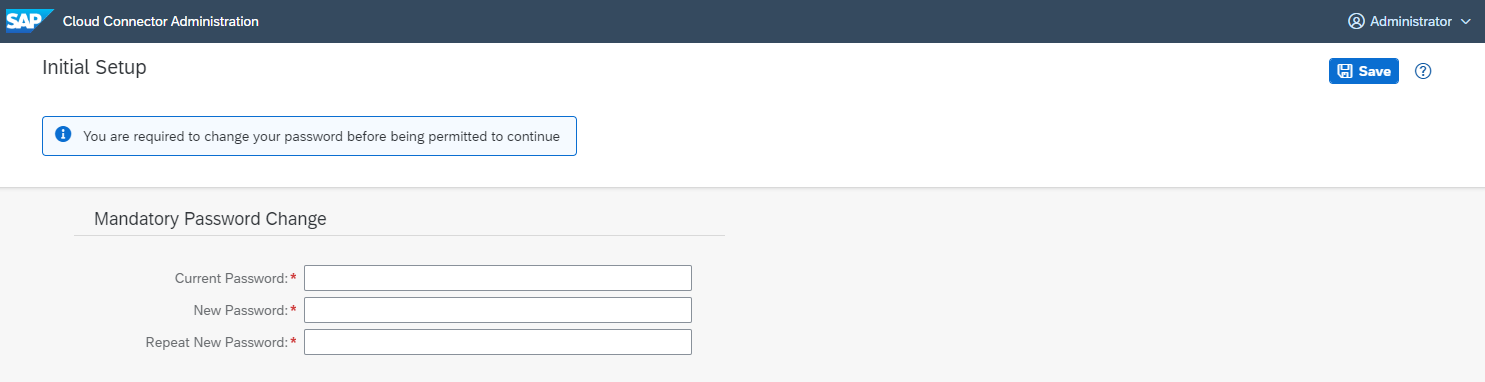 SAP Cloud Connector Administration
Administrator
Initial Setup
Save
?
i You are required to change your password before being permitted to continue
Mandatory Password Change
Current Password:*
New Password:*
Repeat New Password:*